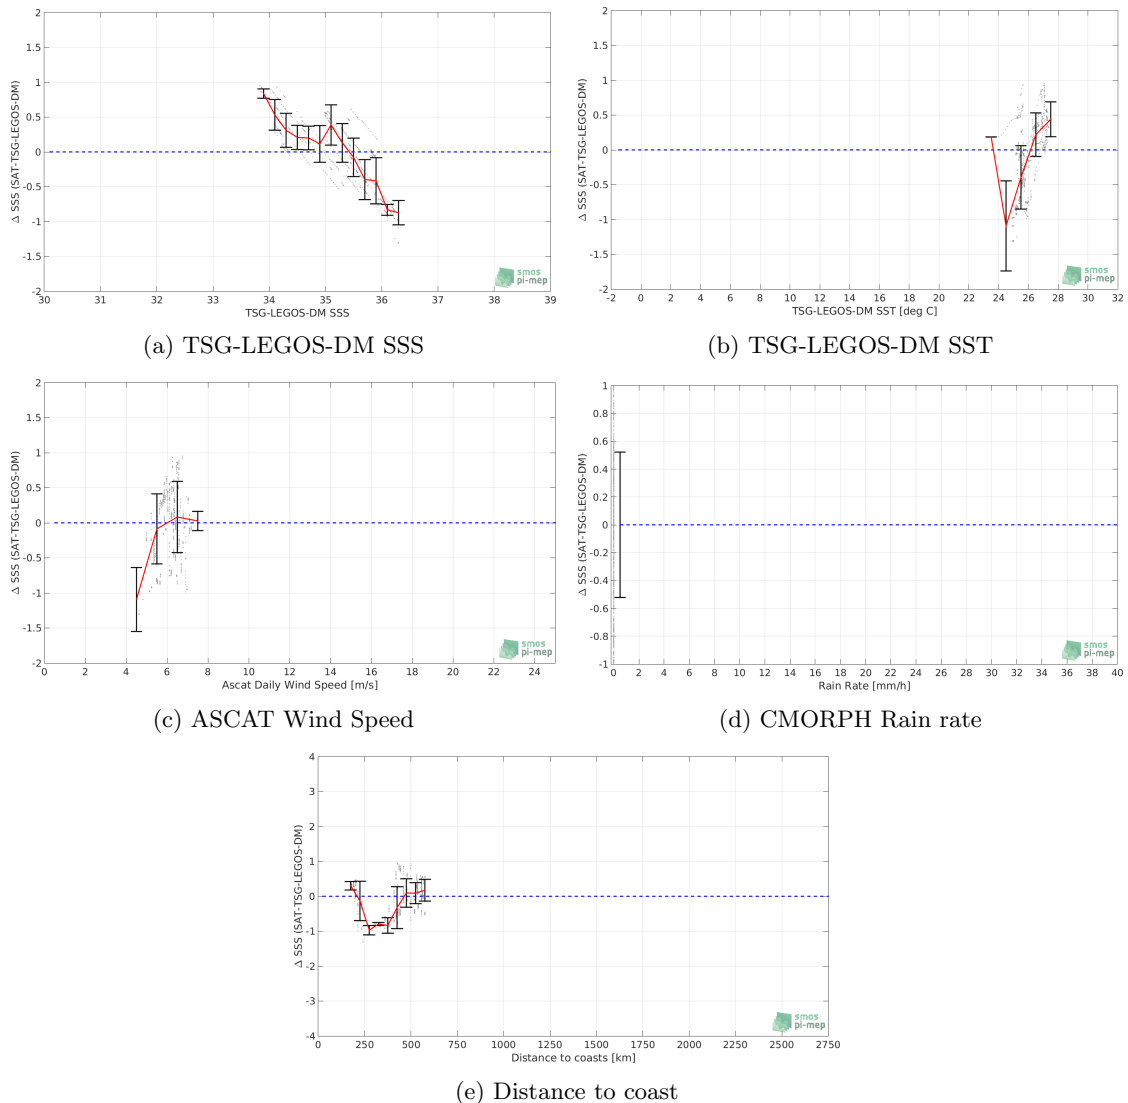 2
1.5
1
0.5
0
-0.5
-1
-1.5
-2
Δ SSS (SAT-TSG-LEGOS-DM)
30 31 32 33 34 35 36 37 38 39
TSG-LEGOS-DM SSS
smos
pi-mep
(a) TSG-LEGOS-DM SSS
2
1.5
1
0.5
0
-0.5
-1
-1.5
-2
Δ SSS (SAT-TSG-LEGOS-DM)
-2 0 2 4 6 8 10 12 14 16 18 20 22 24 26 28 30 32
TSG-LEGOS-DM SST [deg C]
smos
pi-mep
(b) TSG-LEGOS-DM SST
2
1.5
1
0.5
0
-0.5
-1
-1.5
-2
Δ SSS (SAT-TSG-LEGOS-DM)
0 2 4 6 8 10 12 14 16 18 20 22 24
Ascat Daily Wind Speed [m/s]
smos
pi-mep
(c) ASCAT Wind Speed
1
0.8
0.6
0.4
0.2
0
-0.2
-0.4
-0.6
-0.8
-1
Δ SSS (SAT-TSG-LEGOS-DM)
0 2 4 6 8 10 12 14 16 18 20 22 24 26 28 30 32 34 36 38 40
Rain Rate [mm/h]
smos
pi-mep
(d) CMORPH Rain rate
4
3
2
1
0
-1
-2
-3
-4
Δ SSS (SAT-TSG-LEGOS-DM)
0 250 500 750 1000 1250 1500 1750 2000 2250 2500 2750
Distance to coasts [km]
smos
pi-mep
(e) Distance to coast